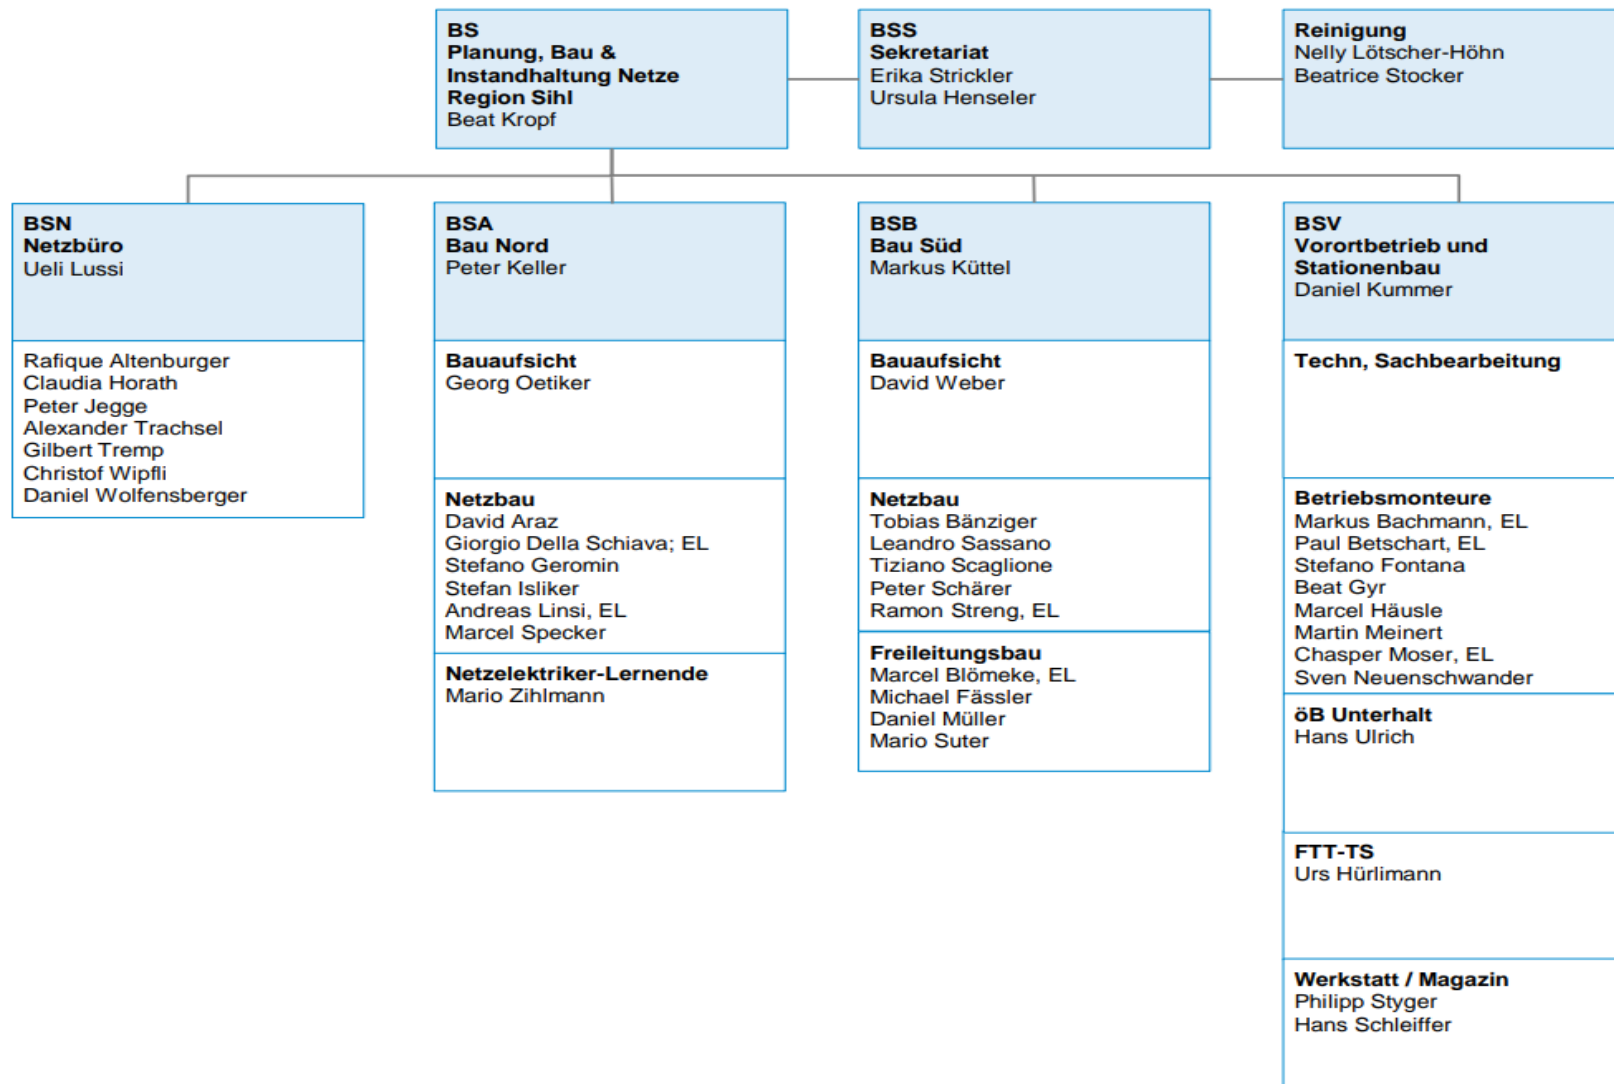 BS
Planung, Bau &
Instandhaltung Netze
Region Sihl
Beat Kropf
BSS
Sekretariat
Erika Strickler
Ursula Henseler
Reinigung
Nelly Lötscher-Höhn
Beatrice Stocker
BSN
Netzbüro
Ueli Lussi
Rafique Altenburger
Claudia Horath
Peter Jegge
Alexander Trachsel
Gilbert Tremp
Christof Wipfli
Daniel Wolfensberger
BSA
Bau Nord
Peter Keller
Bauaufsicht
Georg Oetiker
Netzbau
David Araz
Giorgio Della Schiava; EL
Stefano Geromin
Stefan Isliker
Andreas Linsi, EL
Marcel Specker
Netzelektriker-Lernende
Mario Zihlmann
BSB
Bau Süd
Markus Küttel
Bauaufsicht
David Weber
Netzbau
Tobias Bänziger
Leandro Sassano
Tiziano Scaglione
Peter Schärer
Ramon Streng, EL
Freileitungsbau
Marcel Blömeke, EL
Michael Fässler
Daniel Müller
Mario Suter
BSV
Vorortbetrieb und
Stationenbau
Daniel Kummer
Techn, Sachbearbeitung
Betriebsmonteure
Markus Bachmann, EL
Paul Betschart, EL
Stefano Fontana
Beat Gyr
Marcel Häusle
Martin Meinert
Chasper Moser, EL
Sven Neuenschwander
öB Unterhalt
Hans Ulrich
FTT-TS
Urs Hürlimann
Werkstatt / Magazin
Philipp Styger
Hans Schleiffer